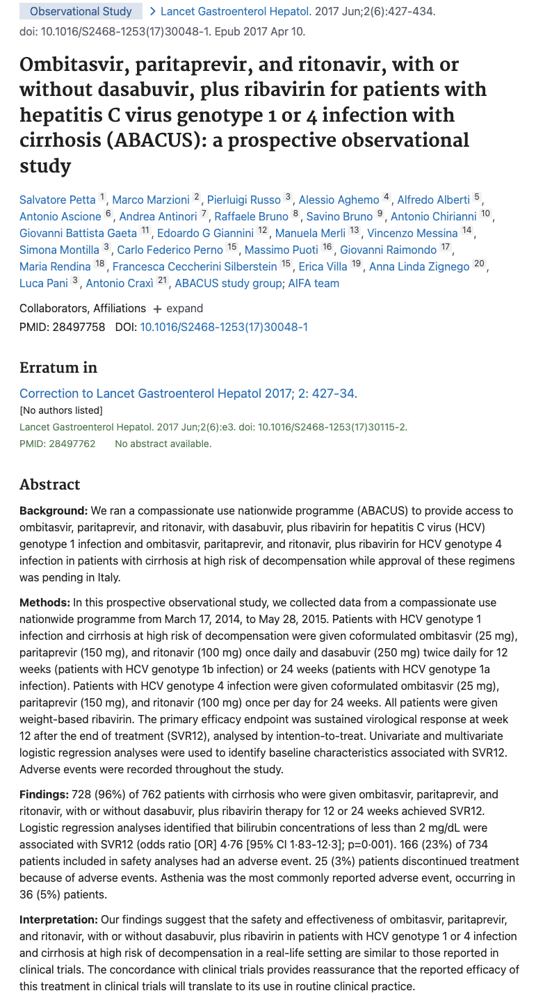 Observational Study > Lancet Gastroenterol Hepatol. 2017 Jun;2(6):427-434.
doi: 10.1016/S2468-1253(17)30048-1. Epub 2017 Apr 10.
Ombitasvir, paritaprevir, and ritonavir, with or
without dasabuvir, plus ribavirin for patients with
hepatitis C virus genotype 1 or 4 infection with
cirrhosis (ABACUS): a prospective observational
study
Salvatore Petta 1, Marco Marzioni 2, Pierluigi Russo 3, Alessio Aghemo 4, Alfredo Alberti 5,
Antonio Ascione 6, Andrea Antinori 7, Raffaele Bruno 8, Savino Bruno 9, Antonio Chirianni 10,
Giovanni Battista Gaeta 11, Edoardo G Giannini 12, Manuela Merli 13, Vincenzo Messina 14,
Simona Montilla 3, Carlo Federico Perno 15, Massimo Puoti 16, Giovanni Raimondo 17,
Maria Rendina 18, Francesca Ceccherini Silberstein 15, Erica Villa 19, Anna Linda Zignego 20,
Luca Pani 3, Antonio Craxì 21, ABACUS study group; AIFA team
Collaborators, Affiliations + expand
PMID: 28497758 DOI: 10.1016/S2468-1253(17)30048-1
Erratum in
Correction to Lancet Gastroenterol Hepatol 2017; 2: 427-34.
[No authors listed]
Lancet Gastroenterol Hepatol. 2017 Jun;2(6):e3. doi: 10.1016/S2468-1253(17)30115-2.
PMID: 28497762 No abstract available.
Abstract
Background: We ran a compassionate use nationwide programme (ABACUS) to provide access to
ombitasvir, paritaprevir, and ritonavir, with dasabuvir, plus ribavirin for hepatitis C virus (HCV)
genotype 1 infection and ombitasvir, paritaprevir, and ritonavir, plus ribavirin for HCV genotype 4
infection in patients with cirrhosis at high risk of decompensation while approval of these regimens
was pending in Italy.
Methods: In this prospective observational study, we collected data from a compassionate use
nationwide programme from March 17, 2014, to May 28, 2015. Patients with HCV genotype 1
infection and cirrhosis at high risk of decompensation were given coformulated ombitasvir (25 mg),
paritaprevir (150 mg), and ritonavir (100 mg) once daily and dasabuvir (250 mg) twice daily for 12
weeks (patients with HCV genotype 1b infection) or 24 weeks (patients with HCV genotype 1a
infection). Patients with HCV genotype 4 infection were given coformulated ombitasvir (25 mg),
paritaprevir (150 mg), and ritonavir (100 mg) once per day for 24 weeks. All patients were given
weight-based ribavirin. The primary efficacy endpoint was sustained virological response at week
12 after the end of treatment (SVR12), analysed by intention-to-treat. Univariate and multivariate
logistic regression analyses were used to identify baseline characteristics associated with SVR12.
Adverse events were recorded throughout the study.
Findings: 728 (96%) of 762 patients with cirrhosis who were given ombitasvir, paritaprevir, and
ritonavir, with or without dasabuvir, plus ribavirin therapy for 12 or 24 weeks achieved SVR12.
Logistic regression analyses identified that bilirubin concentrations of less than 2 mg/dL were
associated with SVR12 (odds ratio [OR] 4·76 [95% CI 1·83-12·3]; p=0·001). 166 (23%) of 734
patients included in safety analyses had an adverse event. 25 (3%) patients discontinued treatment
because of adverse events. Asthenia was the most commonly reported adverse event, occurring in
36 (5%) patients.
Interpretation: Our findings suggest that the safety and effectiveness of ombitasvir, paritaprevir,
and ritonavir, with or without dasabuvir, plus ribavirin in patients with HCV genotype 1 or 4 infection
and cirrhosis at high risk of decompensation in a real-life setting are similar to those reported in
clinical trials. The concordance with clinical trials provides reassurance that the reported efficacy of
this treatment in clinical trials will translate to its use in routine clinical practice.